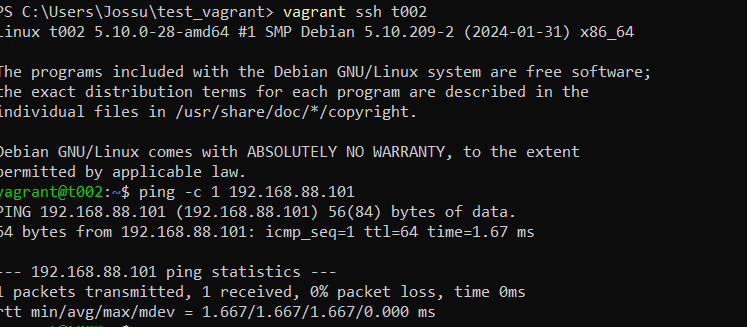 PS C:\Users\Jossu\test_vagrant> vagrant ssh t002
Linux t002 5.10.0-28-amd64 #1 SMP Debian 5.10.209-2 (2024-01-31) x86_64
The programs included with the Debian GNU/Linux system are free software;
the exact distribution terms for each program are described in the
individual files in /usr/share/doc/*/copyright.
Debian GNU/Linux comes with ABSOLUTELY NO WARRANTY, to the extent
permitted by applicable law.
vagrant@t002:~$ ping -c 1 192.168.88.101
PING 192.168.88.101 (192.168.88.101) 56(84) bytes of data.
64 bytes from 192.168.88.101: icmp_seq=1 ttl=64 time=1.67 ms
--- 192.168.88.101 ping statistics ---
1 packets transmitted, 1 received, 0% packet loss, time 0ms
rtt min/avg/max/mdev = 1.667/1.667/1.667/0.000 ms